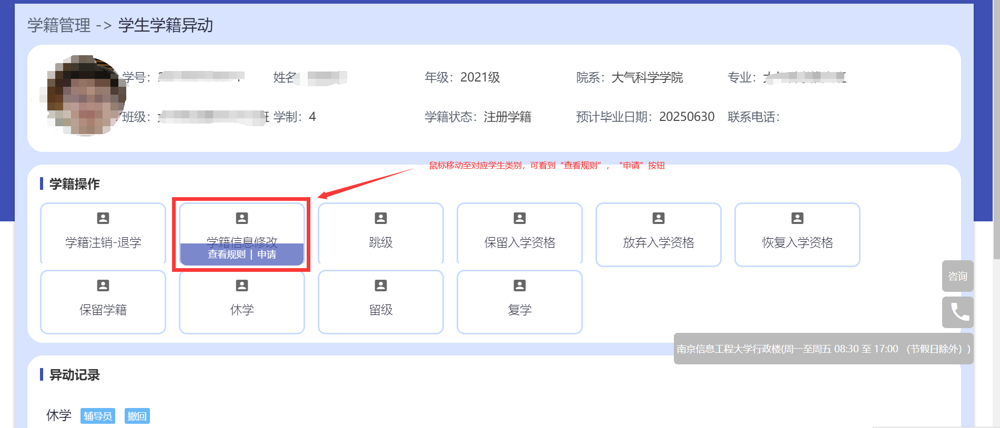 学籍管理 -> 学生学籍异动
学号： 姓名 年级：2021级 院系：大气科学学院 专业：
班级： 班 学制：4 学籍状态：注册学籍 预计毕业日期：20250630 联系电话：
鼠标移动至对应学生类别，可看到“查看规则”，“申请”按钮
学籍操作
学籍注销-退学 学籍信息修改 跳级 保留入学资格 放弃入学资格 恢复入学资格
查看规则 | 申请
咨询
保留学籍 休学 留级 复学
南京信息工程大学行政楼(周一至周五 08:30 至 17:00 （节假日除外）)
异动记录
休学 辅导员 撤回